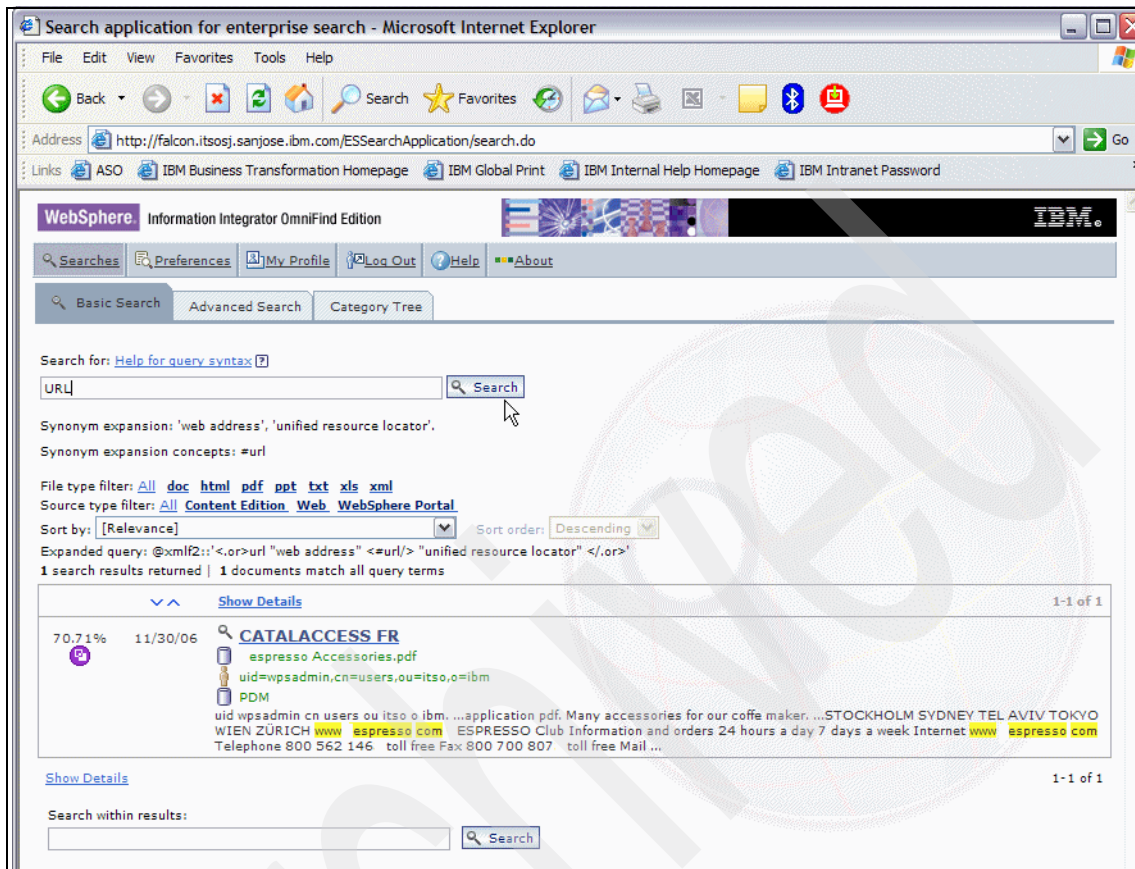 Search application for enterprise search - Microsoft Internet Explorer
File Edit View Favorites Tools Help
Back Search Favorites
Address http://falcon.itsosj.sanjose.ibm.com/ESSearchApplication/search.do Go
Links ASO IBM Business Transformation Homepage IBM Global Print IBM Internal Help Homepage IBM Intranet Password
WebSphere. Information Integrator OmniFind Edition IBM.
Searches Preferences My Profile Log Out Help About
Basic Search Advanced Search Category Tree
Search for: Help for query syntax ?
URL Search
Synonym expansion: 'web address', 'unified resource locator'.
Synonym expansion concepts: #url
File type filter: All doc html pdf ppt txt xls xml
Source type filter: All Content Edition Web WebSphere Portal
Sort by: [Relevance] Sort order: Descending
Expanded query: @xmlf2::'<.or>url "web address" <#url/> "unified resource locator" </.or>'
1 search results returned | 1 documents match all query terms
Show Details 1-1 of 1
70.71% 11/30/06 CATALACCESS FR
espresso Accessories.pdf
uid=wpsadmin,cn=users,ou=itso,o=ibm
PDM
uid wpsadmin cn users ou itso o ibm. ...application pdf. Many accessories for our coffe maker. ...STOCKHOLM SYDNEY TEL AVIV TOKYO
WIEN ZÜRICH www espresso com ESPRESSO Club Information and orders 24 hours a day 7 days a week Internet www espresso com
Telephone 800 562 146 toll free Fax 800 700 807 toll free Mail ...
Show Details 1-1 of 1
Search within results:
Search